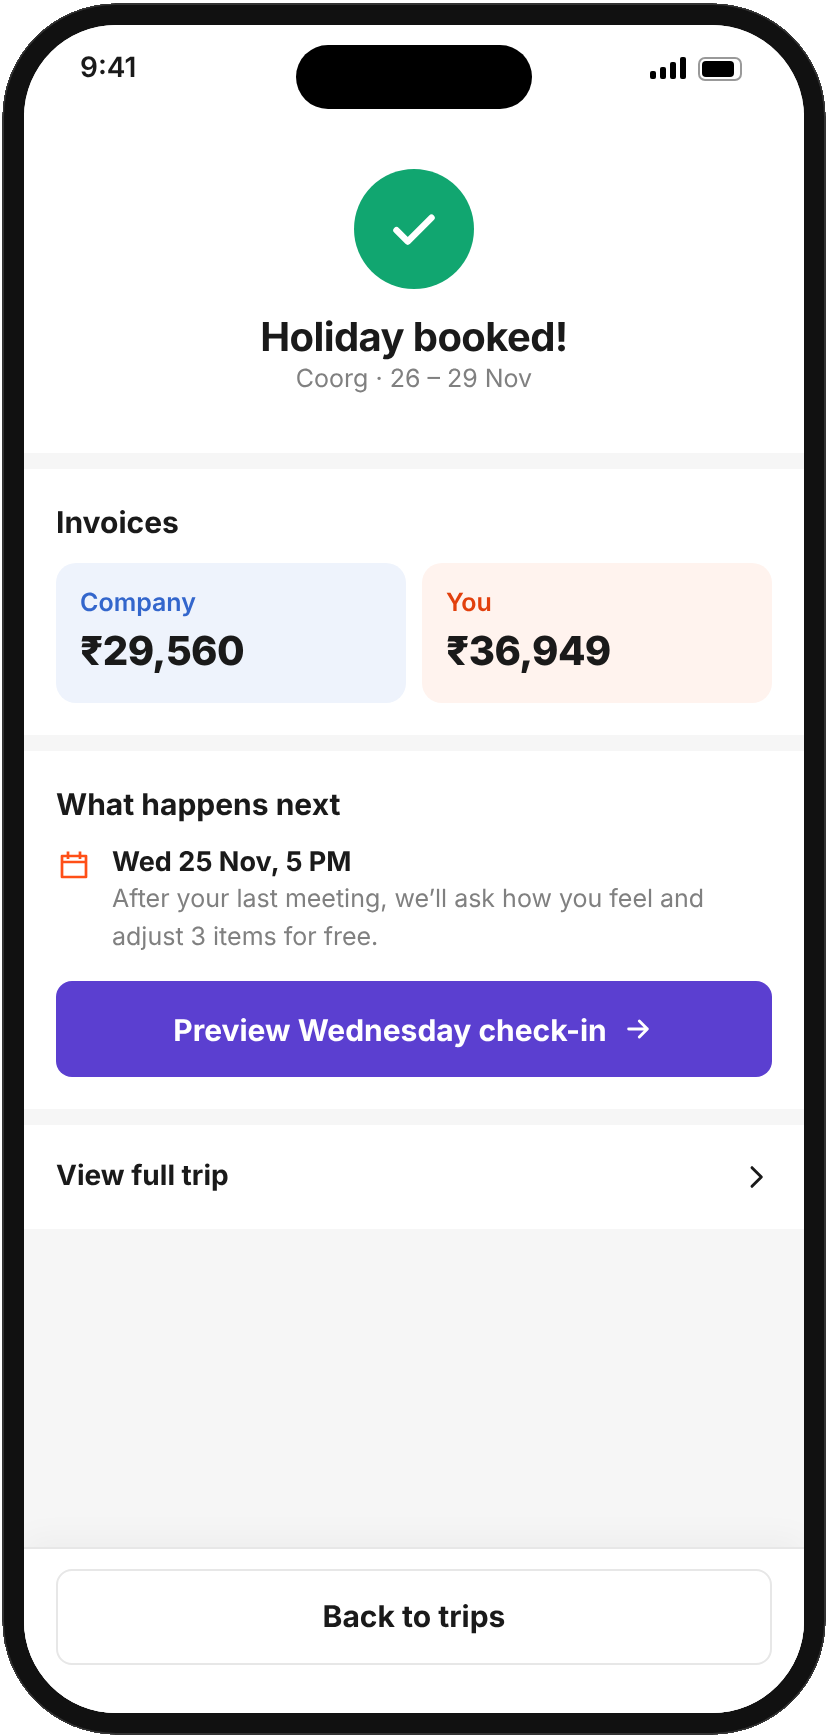 9:41
Holiday booked!
Coorg · 26 – 29 Nov
Invoices
Company
₹29,560
You
₹36,949
What happens next
Wed 25 Nov, 5 PM
After your last meeting, we’ll ask how you feel and
adjust 3 items for free.
Preview Wednesday check-in →
View full trip
Back to trips